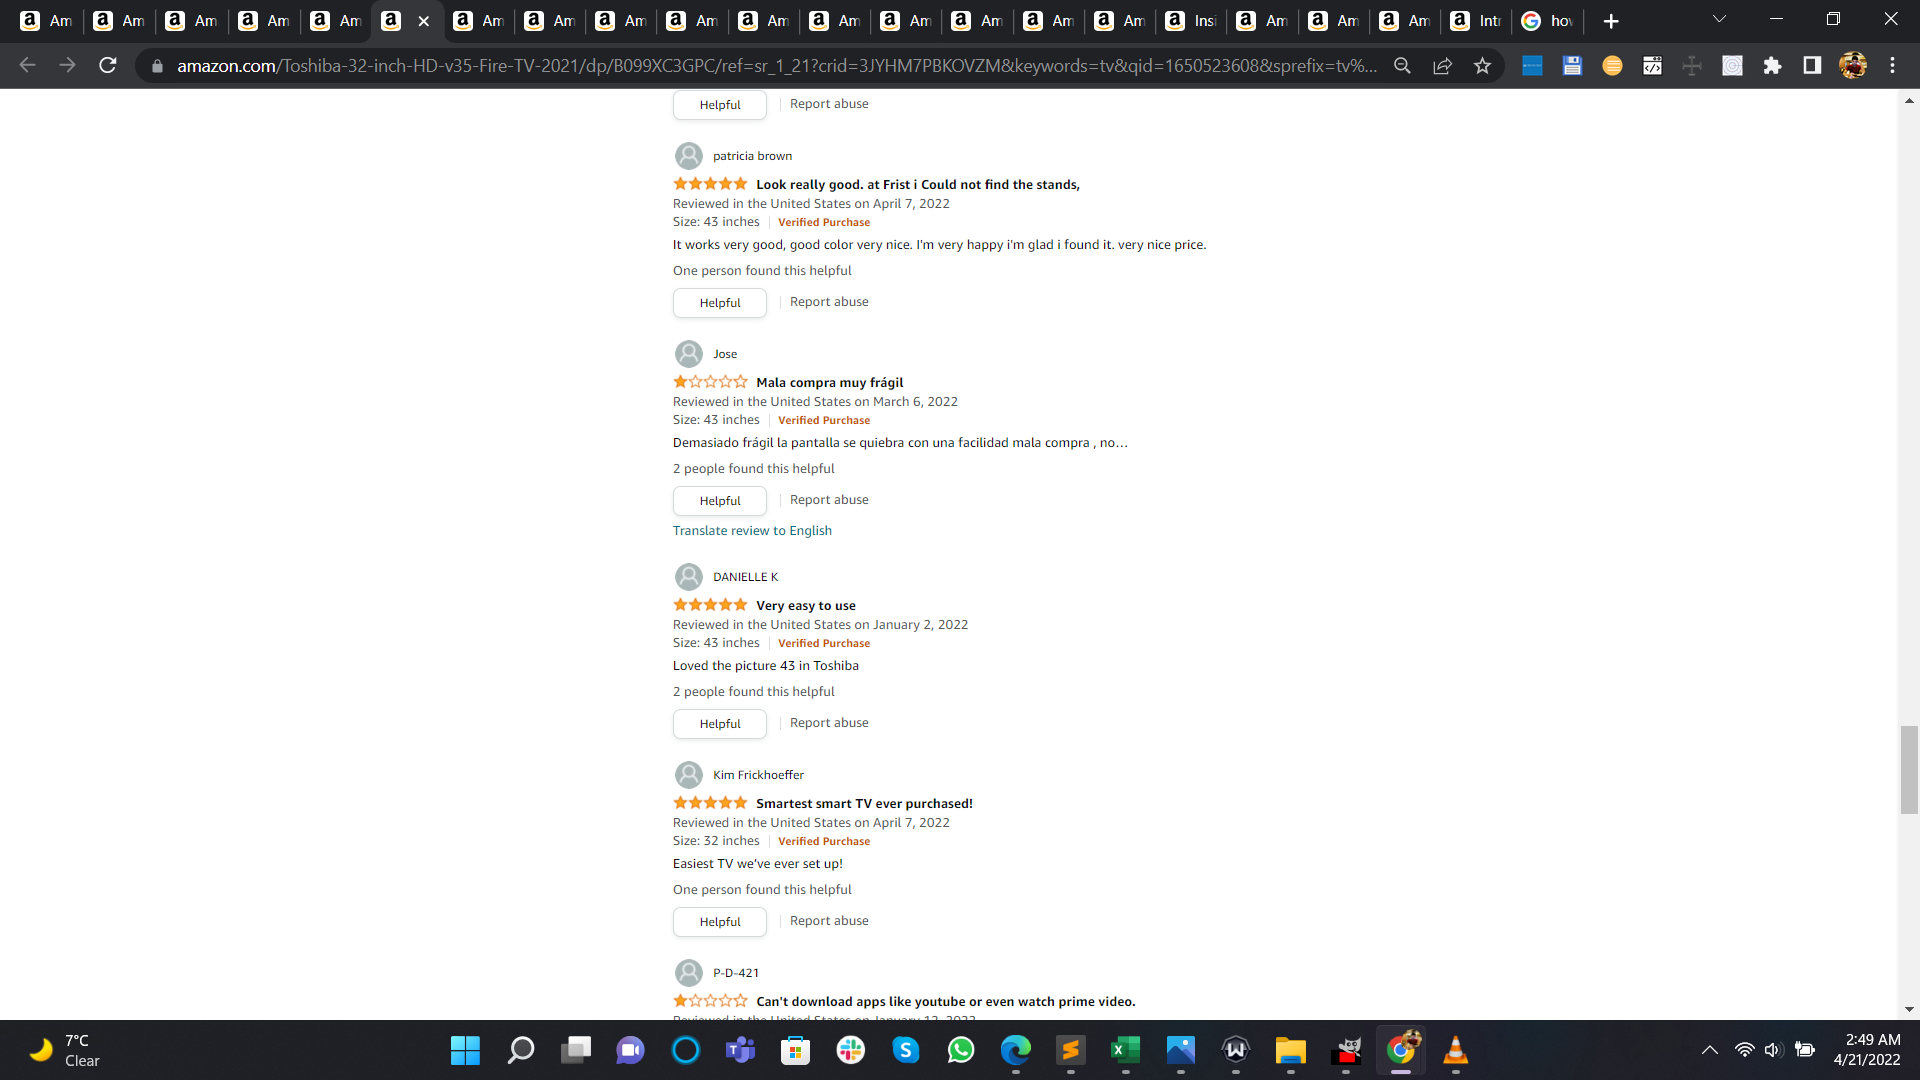 Am Am Am Am Am Am Am Am Am Am Am Am Am Am Insi Am Am Am Intr how
amazon.com/Toshiba-32-inch-HD-v35-Fire-TV-2021/dp/B099XC3GPC/ref=sr_1_21?crid=3JYHM7PBKOVZM&keywords=tv&qid=1650523608&sprefix=tv%...
Helpful Report abuse
patricia brown
Look really good. at Frist i Could not find the stands,
Reviewed in the United States on April 7, 2022
Size: 43 inches Verified Purchase
It works very good, good color very nice. I'm very happy i'm glad i found it. very nice price.
One person found this helpful
Helpful Report abuse
Jose
Mala compra muy frágil
Reviewed in the United States on March 6, 2022
Size: 43 inches Verified Purchase
Demasiado frágil la pantalla se quiebra con una facilidad mala compra , no…
2 people found this helpful
Helpful Report abuse
Translate review to English
DANIELLE K
Very easy to use
Reviewed in the United States on January 2, 2022
Size: 43 inches Verified Purchase
Loved the picture 43 in Toshiba
2 people found this helpful
Helpful Report abuse
Kim Frickhoeffer
Smartest smart TV ever purchased!
Reviewed in the United States on April 7, 2022
Size: 32 inches Verified Purchase
Easiest TV we've ever set up!
One person found this helpful
Helpful Report abuse
P-D-421
Can't download apps like youtube or even watch prime video.
Reviewed in the United States on January 12, 2022
7°C
Clear
2:49 AM
4/21/2022